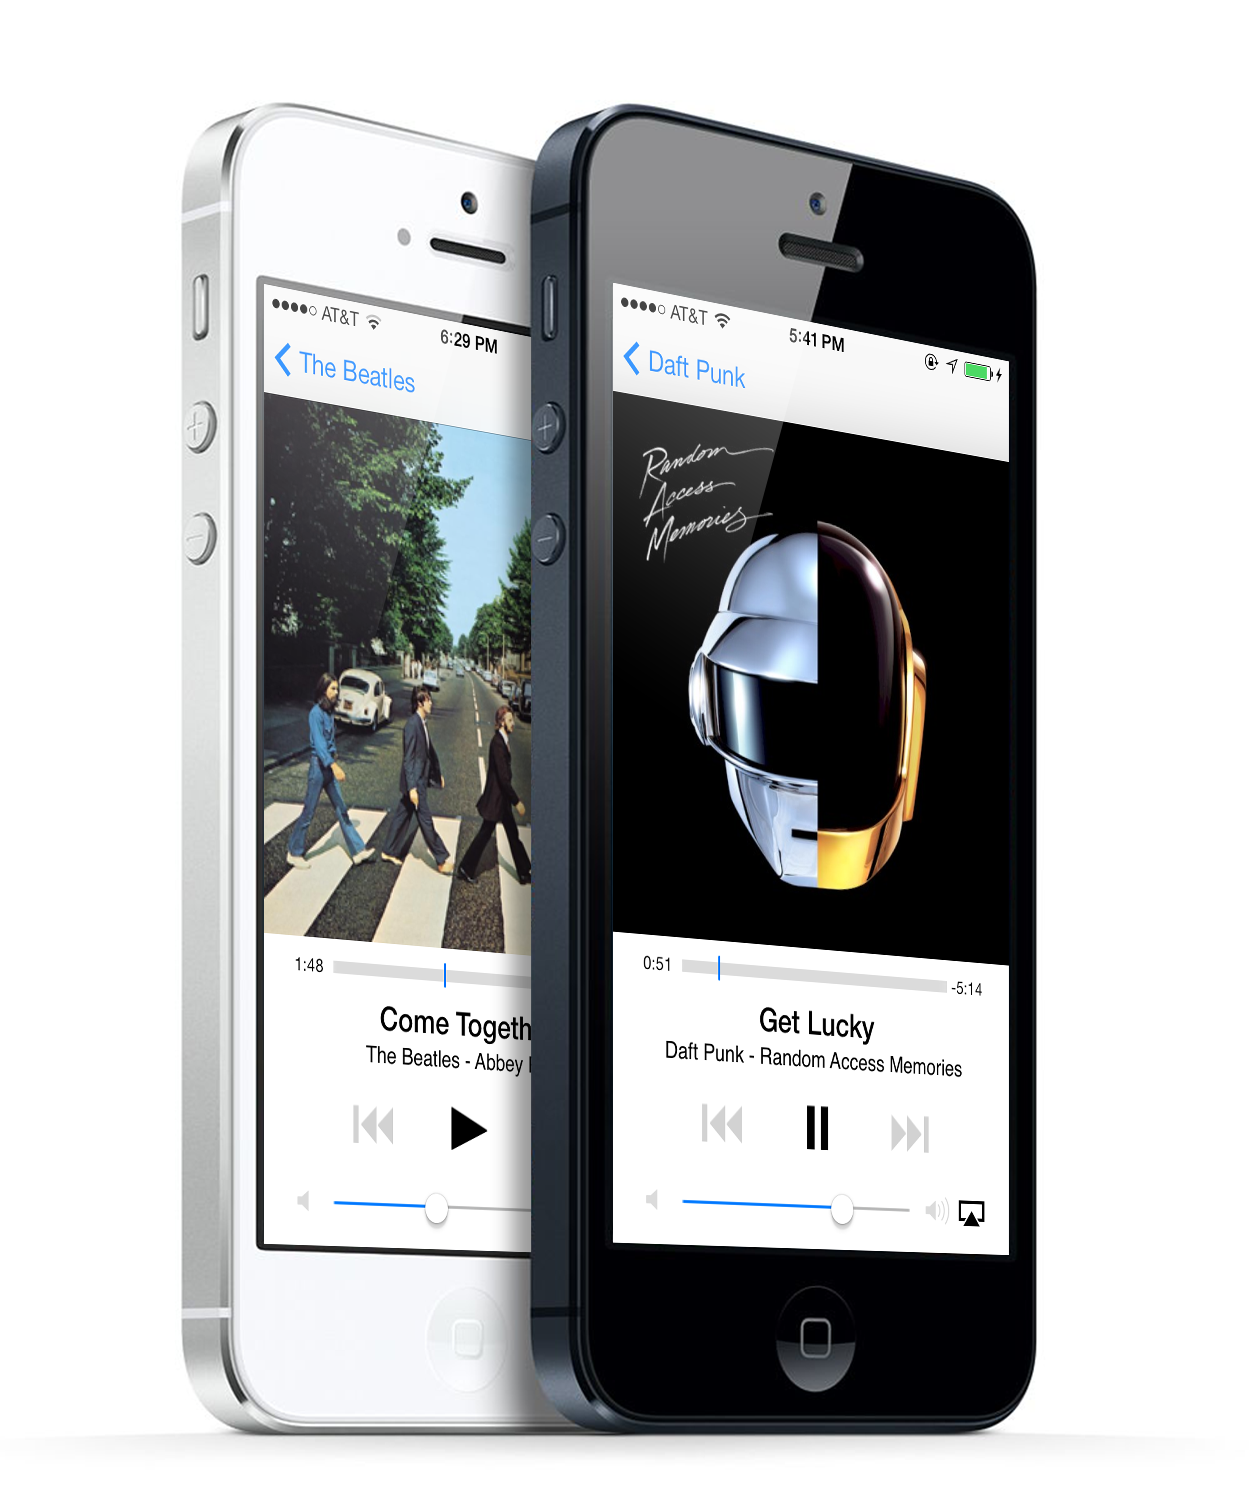 AT&T
6:29 PM
The Beatles
1:48
Come Togeth
The Beatles - Abbey
AT&T
5:41 PM
Daft Punk
Random
Access
Memories
0:51
-5:14
Get Lucky
Daft Punk - Random Access Memories